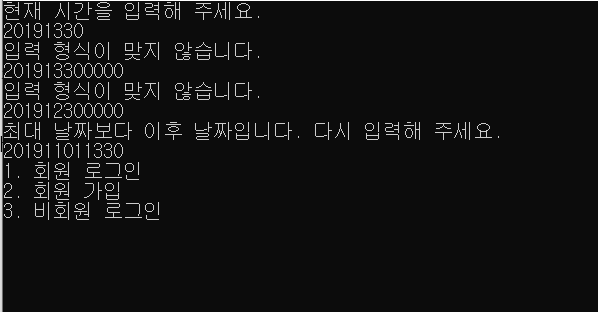 현재 시간을 입력해 주세요.
20191330
입력 형식이 맞지 않습니다.
201913300000
입력 형식이 맞지 않습니다.
201912300000
최대 날짜보다 이후 날짜입니다. 다시 입력해 주세요.
201911011330
1. 회원 로그인
2. 회원 가입
3. 비회원 로그인